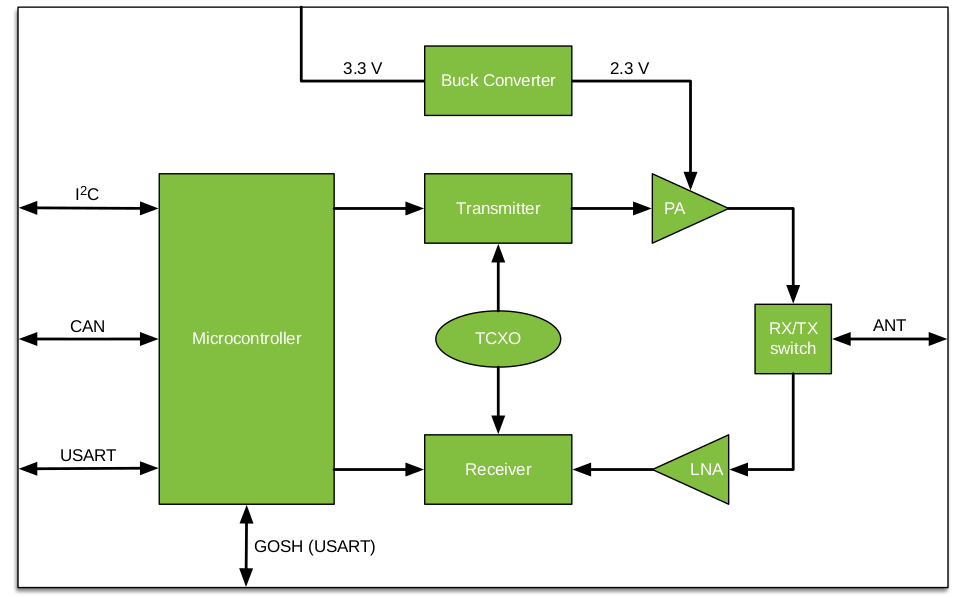 3.3 V
Buck Converter
2.3 V
I²C
Transmitter
PA
CAN
Microcontroller
TCXO
RX/TX
switch
ANT
USART
Receiver
LNA
GOSH (USART)